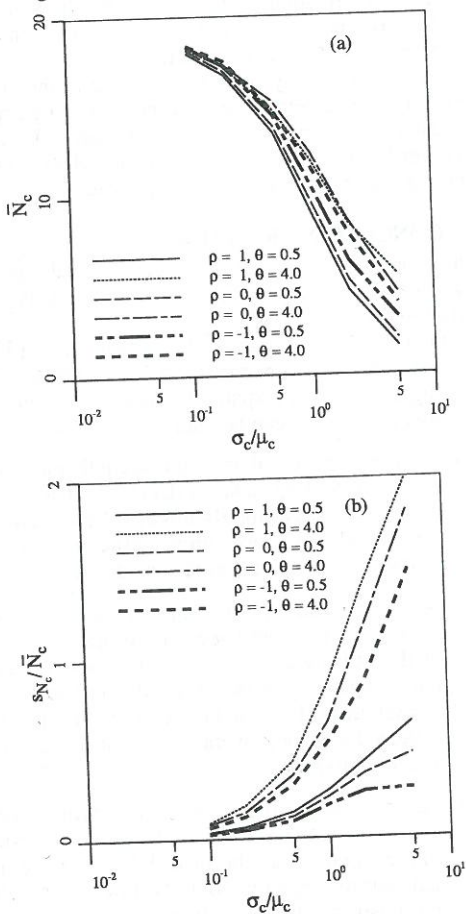 20
(a)
N̄c
10
ρ = 1, θ = 0.5
ρ = 1, θ = 4.0
ρ = 0, θ = 0.5
ρ = 0, θ = 4.0
ρ = -1, θ = 0.5
ρ = -1, θ = 4.0
0
5 5
10⁻² 10⁻¹ 10⁰ 10¹
σc/μc
2
(b)
ρ = 1, θ = 0.5
ρ = 1, θ = 4.0
ρ = 0, θ = 0.5
ρ = 0, θ = 4.0
ρ = -1, θ = 0.5
ρ = -1, θ = 4.0
sNc/N̄c
1
0
5 5 5
10⁻² 10⁻¹ 10⁰ 10¹
σc/μc